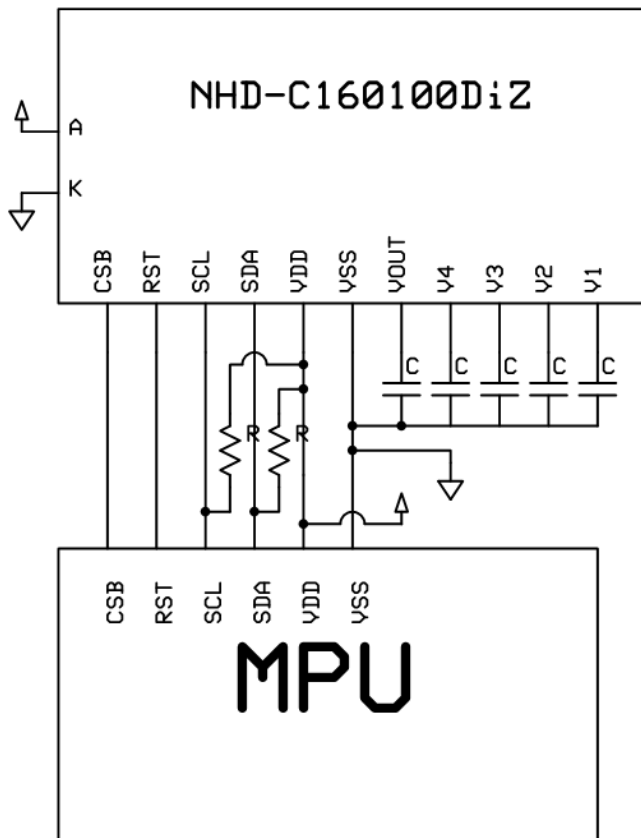 NHD-C160100DiZ
A
K
CSB RST SCL SDA VDD VSS VOUT V4 V3 V2 V1
C C C C C
R R
CSB RST SCL SDA VDD VSS
MPU